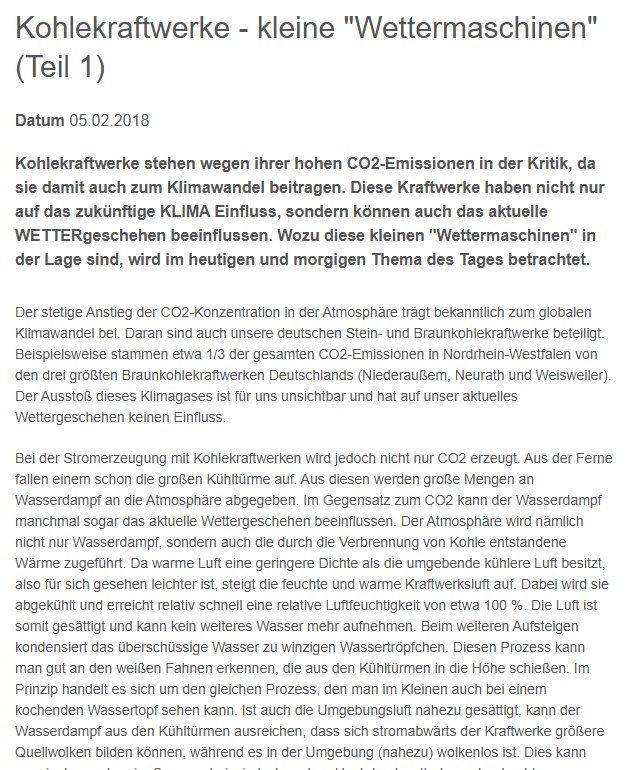 Kohlekraftwerke - kleine "Wettermaschinen"
(Teil 1)
Datum 05.02.2018
Kohlekraftwerke stehen wegen ihrer hohen CO2-Emissionen in der Kritik, da
sie damit auch zum Klimawandel beitragen. Diese Kraftwerke haben nicht nur
auf das zukünftige KLIMA Einfluss, sondern können auch das aktuelle
WETTERgeschehen beeinflussen. Wozu diese kleinen "Wettermaschinen" in
der Lage sind, wird im heutigen und morgigen Thema des Tages betrachtet.
Der stetige Anstieg der CO2-Konzentration in der Atmosphäre trägt bekanntlich zum globalen
Klimawandel bei. Daran sind auch unsere deutschen Stein- und Braunkohlekraftwerke beteiligt.
Beispielsweise stammen etwa 1/3 der gesamten CO2-Emissionen in Nordrhein-Westfalen von
den drei größten Braunkohlekraftwerken Deutschlands (Niederaußem, Neurath und Weisweiler).
Der Ausstoß dieses Klimagases ist für uns unsichtbar und hat auf unser aktuelles
Wettergeschehen keinen Einfluss.
Bei der Stromerzeugung mit Kohlekraftwerken wird jedoch nicht nur CO2 erzeugt. Aus der Ferne
fallen einem schon die großen Kühltürme auf. Aus diesen werden große Mengen an
Wasserdampf an die Atmosphäre abgegeben. Im Gegensatz zum CO2 kann der Wasserdampf
manchmal sogar das aktuelle Wettergeschehen beeinflussen. Der Atmosphäre wird nämlich
nicht nur Wasserdampf, sondern auch die durch die Verbrennung von Kohle entstandene
Wärme zugeführt. Da warme Luft eine geringere Dichte als die umgebende kühlere Luft besitzt,
also für sich gesehen leichter ist, steigt die feuchte und warme Kraftwerksluft auf. Dabei wird sie
abgekühlt und erreicht relativ schnell eine relative Luftfeuchtigkeit von etwa 100 %. Die Luft ist
somit gesättigt und kann kein weiteres Wasser mehr aufnehmen. Beim weiteren Aufsteigen
kondensiert das überschüssige Wasser zu winzigen Wassertröpfchen. Diesen Prozess kann
man gut an den weißen Fahnen erkennen, die aus den Kühltürmen in die Höhe schießen. Im
Prinzip handelt es sich um den gleichen Prozess, den man im Kleinen auch bei einem
kochenden Wassertopf sehen kann. Ist auch die Umgebungsluft nahezu gesättigt, kann der
Wasserdampf aus den Kühltürmen ausreichen, dass sich stromabwärts der Kraftwerke größere
Quellwolken bilden können, während es in der Umgebung (nahezu) wolkenlos ist. Dies kann